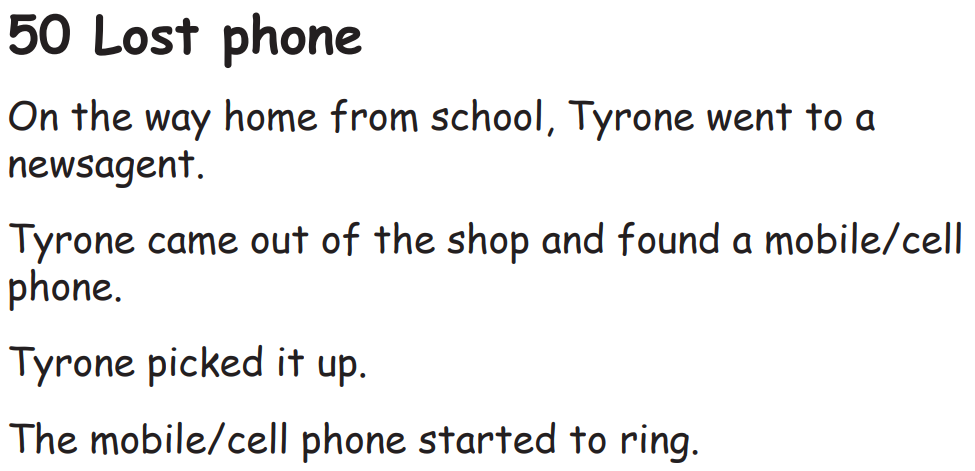 50 Lost phone
On the way home from school, Tyrone went to a
newsagent.
Tyrone came out of the shop and found a mobile/cell
phone.
Tyrone picked it up.
The mobile/cell phone started to ring.